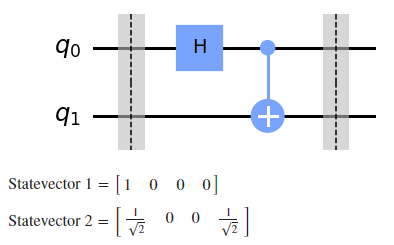 q0
H
q1
Statevector 1 = [1 0 0 0]
Statevector 2 = [1/√2 0 0 1/√2]